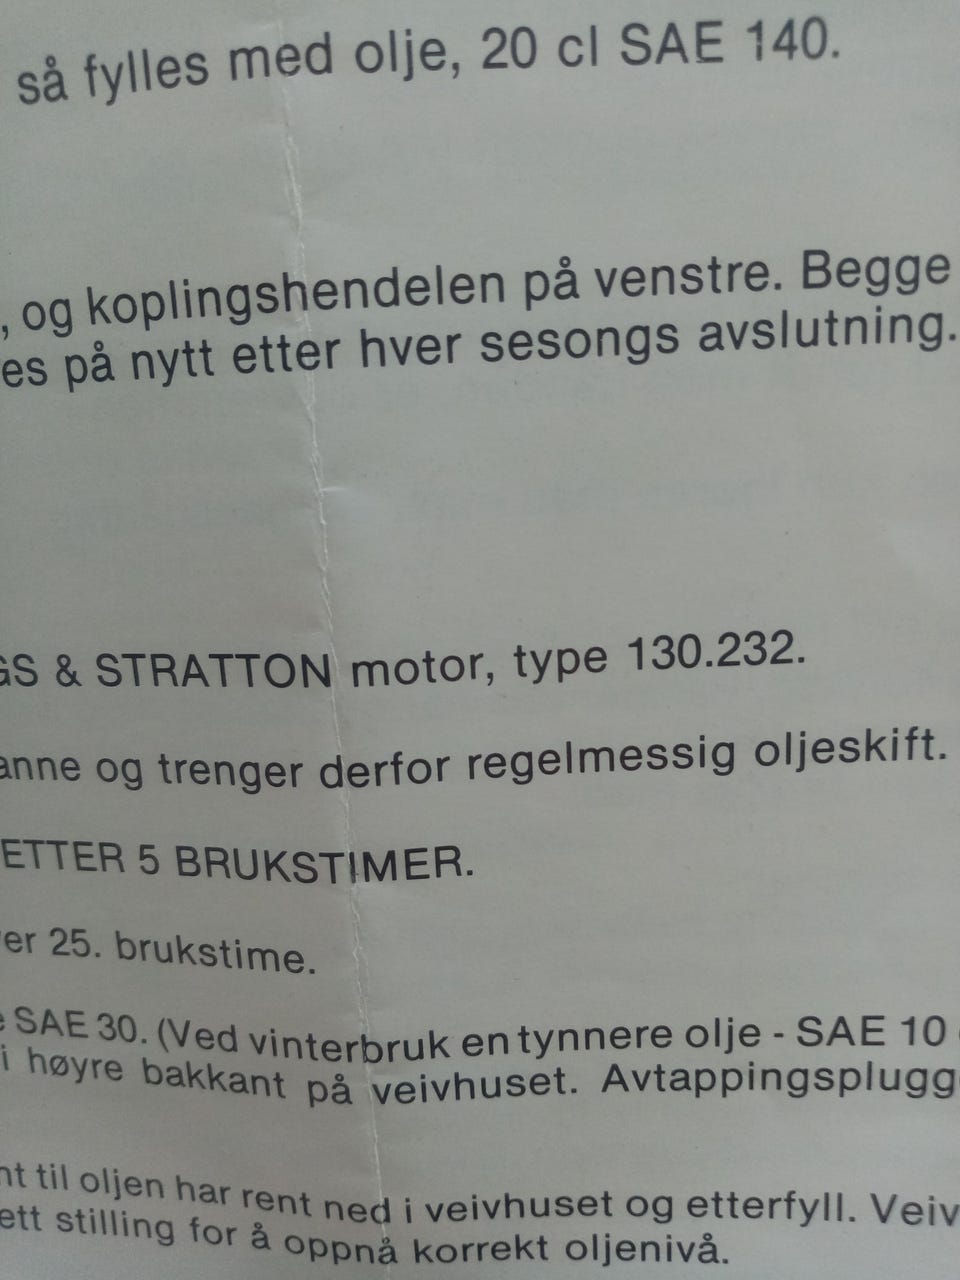 så fylles med olje, 20 cl SAE 140.
, og koplingshendelen på venstre. Begge
es på nytt etter hver sesongs avslutning.
GS & STRATTON motor, type 130.232.
anne og trenger derfor regelmessig oljeskift.
ETTER 5 BRUKSTIMER.
er 25. brukstime.
e SAE 30. (Ved vinterbruk en tynnere olje - SAE 10
i høyre bakkant på veivhuset. Avtappingsplugg
nt til oljen har rent ned i veivhuset og etterfyll. Veiv
ett stilling for å oppnå korrekt oljenivå.